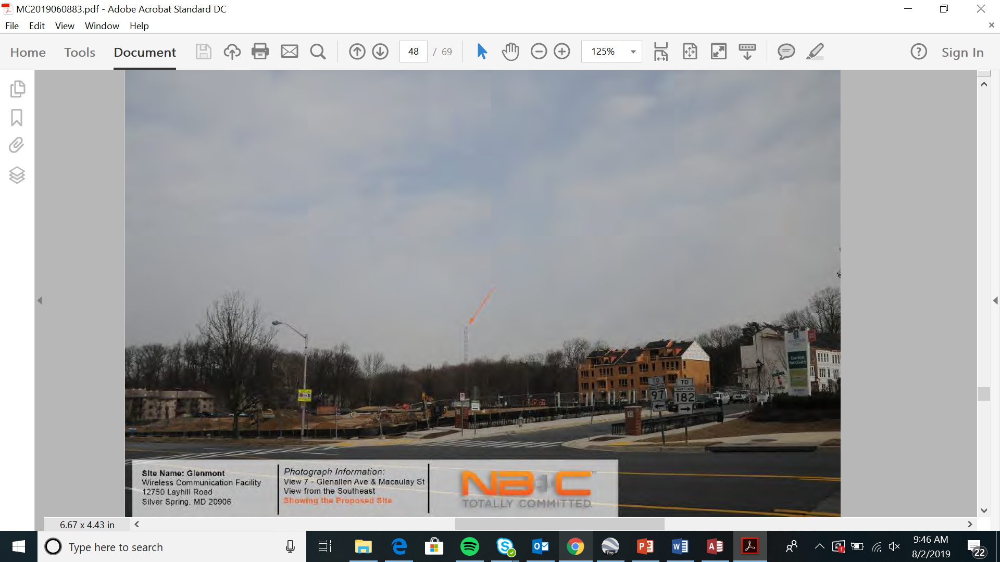 MC2019060883.pdf - Adobe Acrobat Standard DC
File Edit View Window Help
Home Tools Document 48 / 69 125% Sign In
TO
97
TO
182
Site Name: Glenmont
Wireless Communication Facility
12750 Layhill Road
Silver Spring, MD 20906
Photograph Information:
View 7 - Glenallen Ave & Macaulay St
View from the Southeast
Showing the Proposed Site
NB+C™
TOTALLY COMMITTED.
6.67 x 4.43 in
Type here to search
Pro
9:46 AM
8/2/2019
22